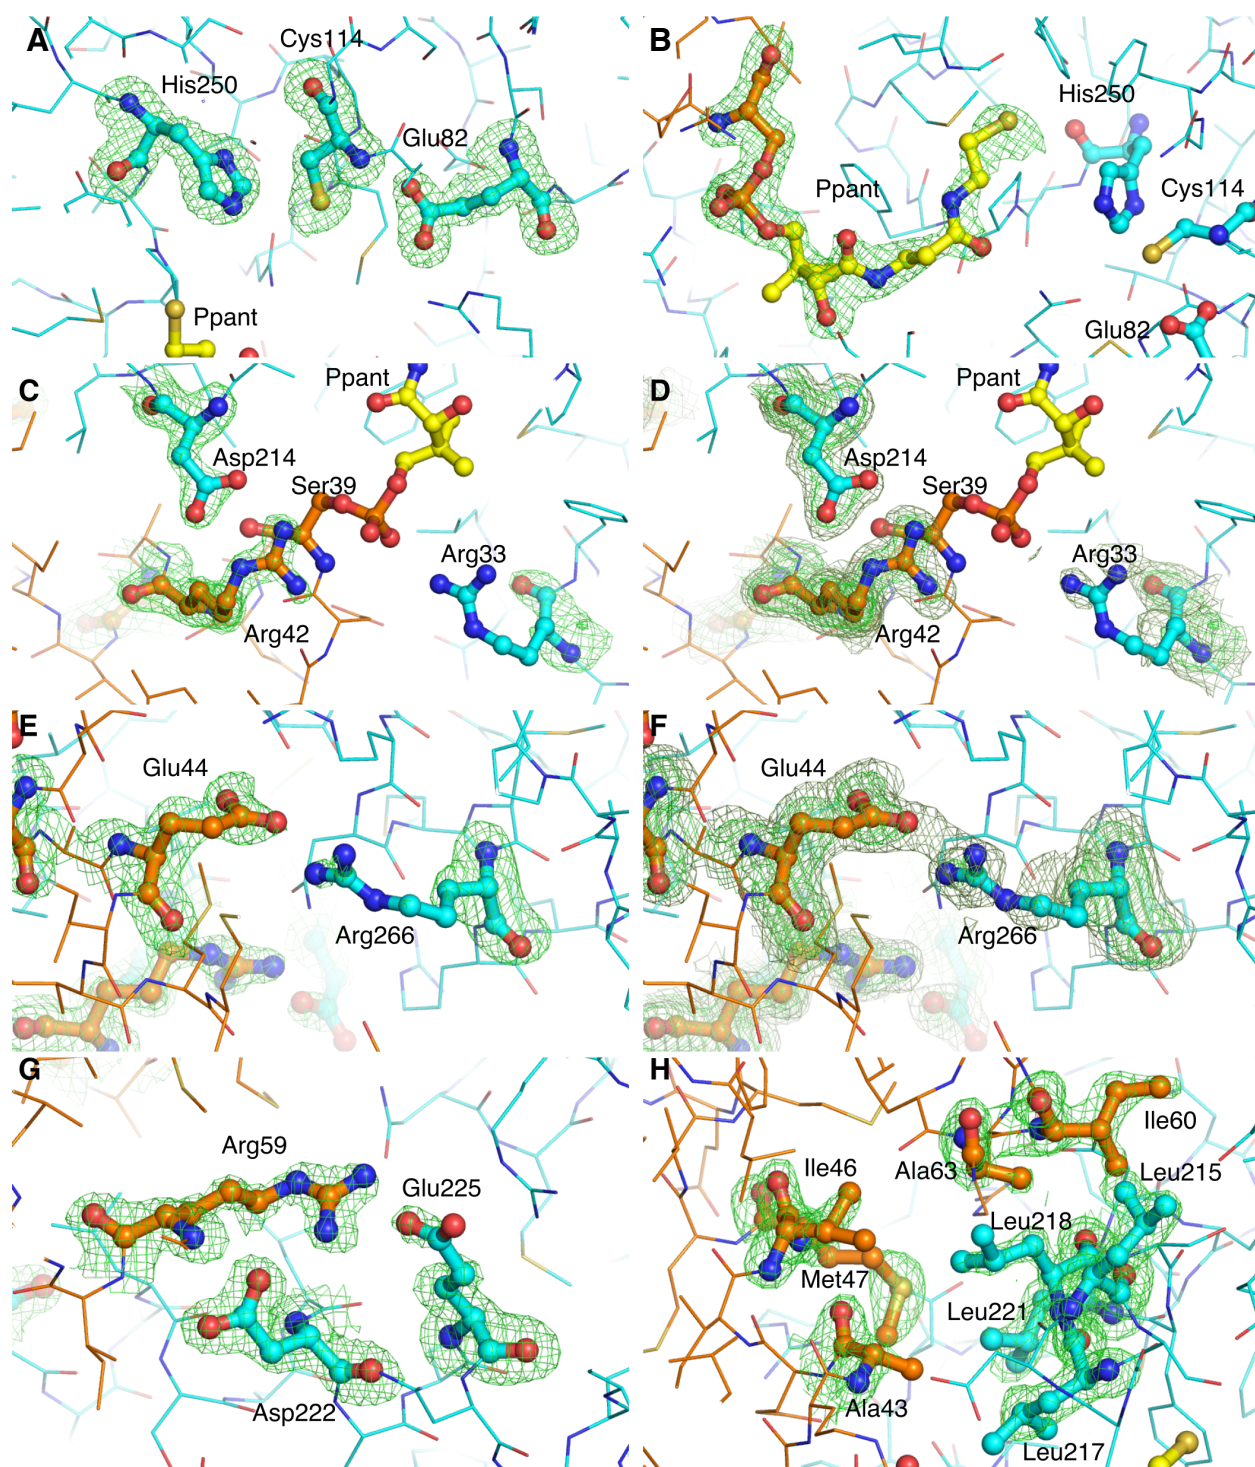 A
His250
Cys114
Glu82
Ppant
B
Ppant
His250
Cys114
Glu82
C
Ppant
Asp214
Ser39
Arg33
Arg42
D
Ppant
Asp214
Ser39
Arg33
Arg42
E
Glu44
Arg266
F
Glu44
Arg266
G
Arg59
Glu225
Asp222
H
Ile60
Ile46
Ala63
Leu215
Leu218
Met47
Leu221
Ala43
Leu217